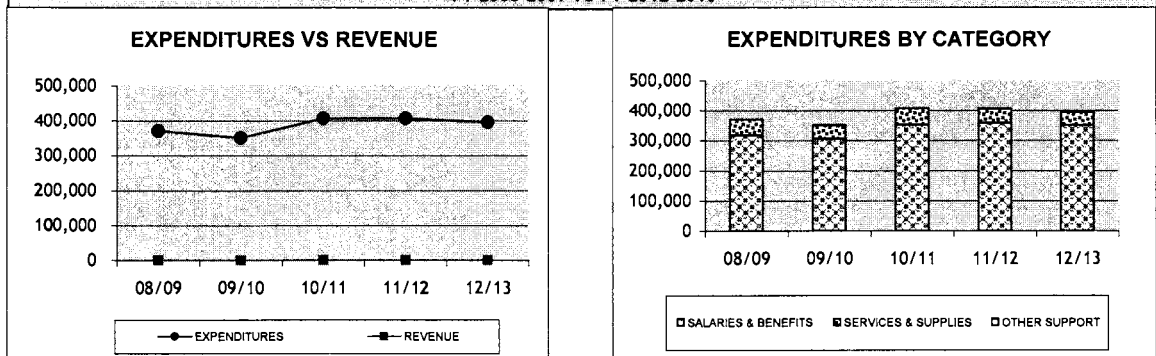 EXPENDITURES VS REVENUE
500,000
400,000
300,000
200,000
100,000
0
08/09 09/10 10/11 11/12 12/13
EXPENDITURES REVENUE
EXPENDITURES BY CATEGORY
500,000
400,000
300,000
200,000
100,000
0
08/09 09/10 10/11 11/12 12/13
SALARIES & BENEFITS SERVICES & SUPPLIES OTHER SUPPORT